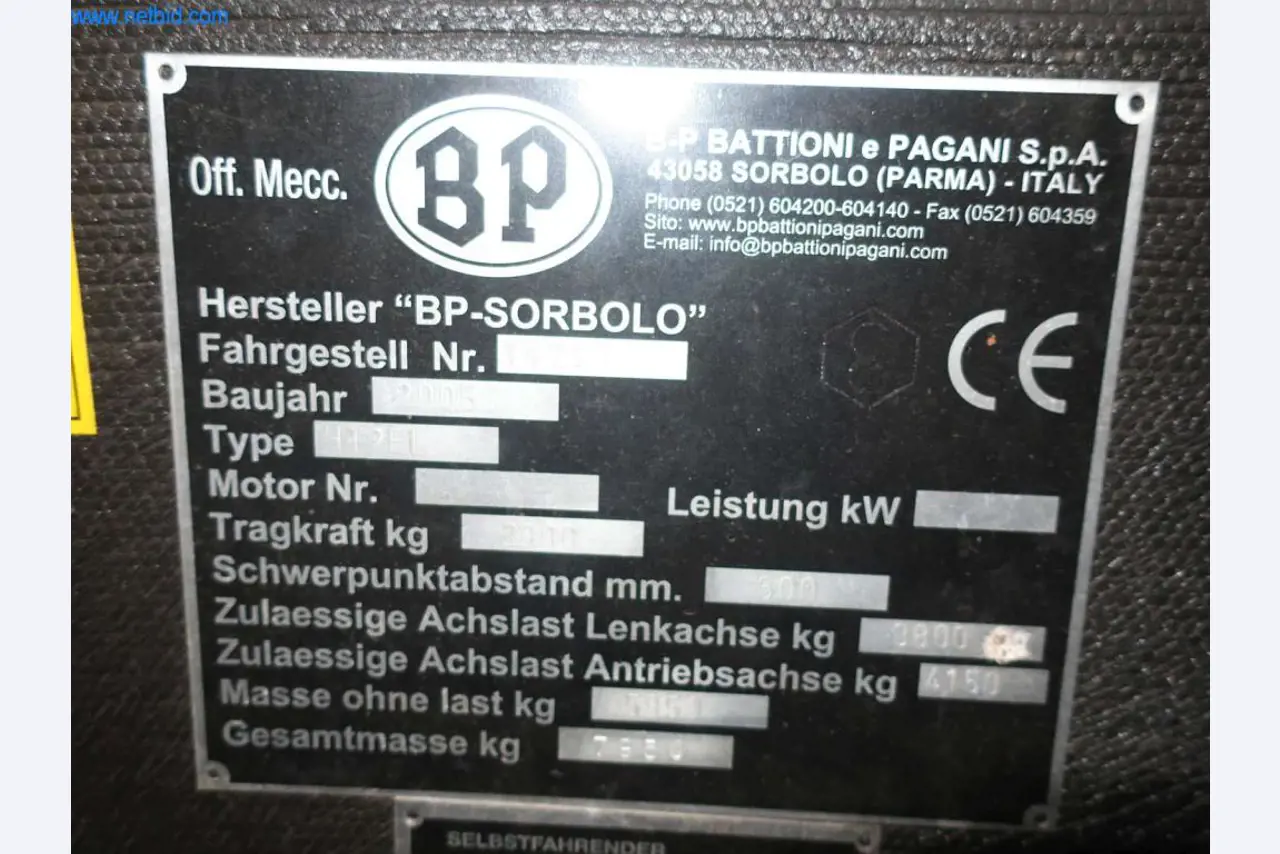 www.netbid.com
Off. Mecc.
BP
B-P BATTIONI e PAGANI S.p.A.
43058 SORBOLO (PARMA) - ITALY
Phone (0521) 604200-604140 - Fax (0521) 604359
Sito: www.bpbattionipagani.com
E-mail: info@bpbattionipagani.com
Hersteller “BP-SORBOLO”
CE
Fahrgestell Nr.
Baujahr 2005
Type
Motor Nr.
Leistung kW
Tragkraft kg
Schwerpunktabstand mm.
Zulaessige Achslast Lenkachse kg
Zulaessige Achslast Antriebsachse kg 4150
Masse ohne last kg
Gesamtmasse kg
SELBSTFAHRENDER